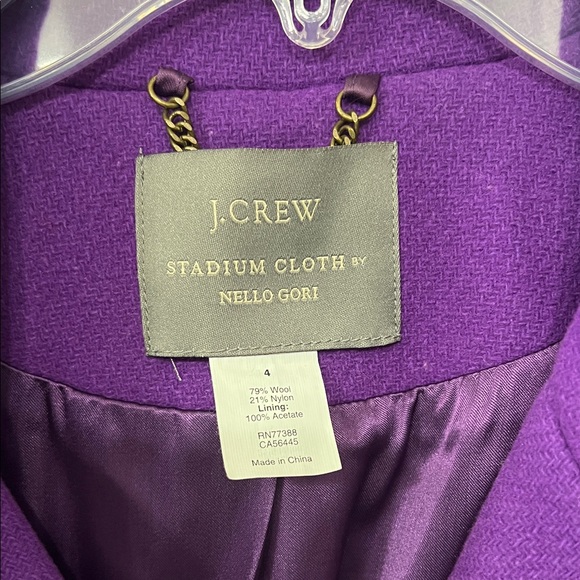 J.CREW
STADIUM CLOTH BY
NELLO GORI
4
79% Wool
21% Nylon
Lining:
100% Acetate
RN77388
CA56445
Made in China